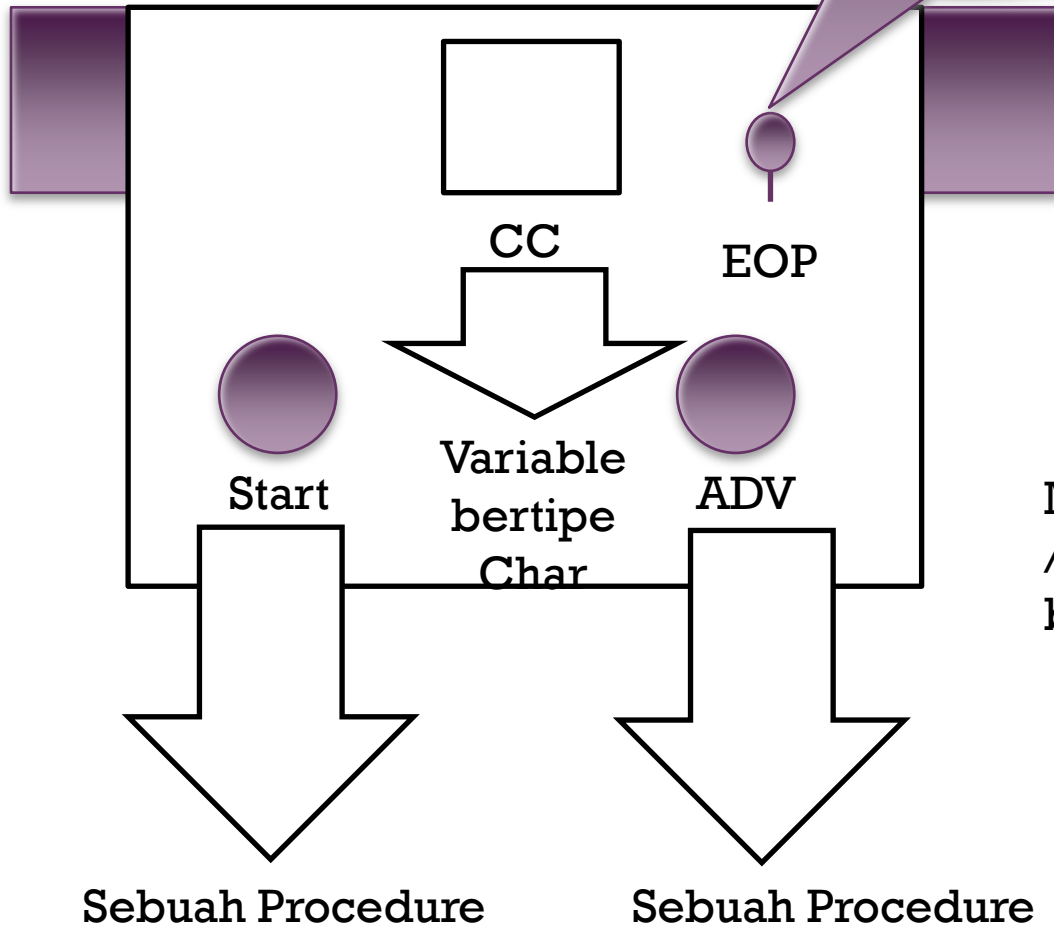 CC
EOP
Start
Variable
bertipe
Char
ADV
Sebuah Procedure
Sebuah Procedure